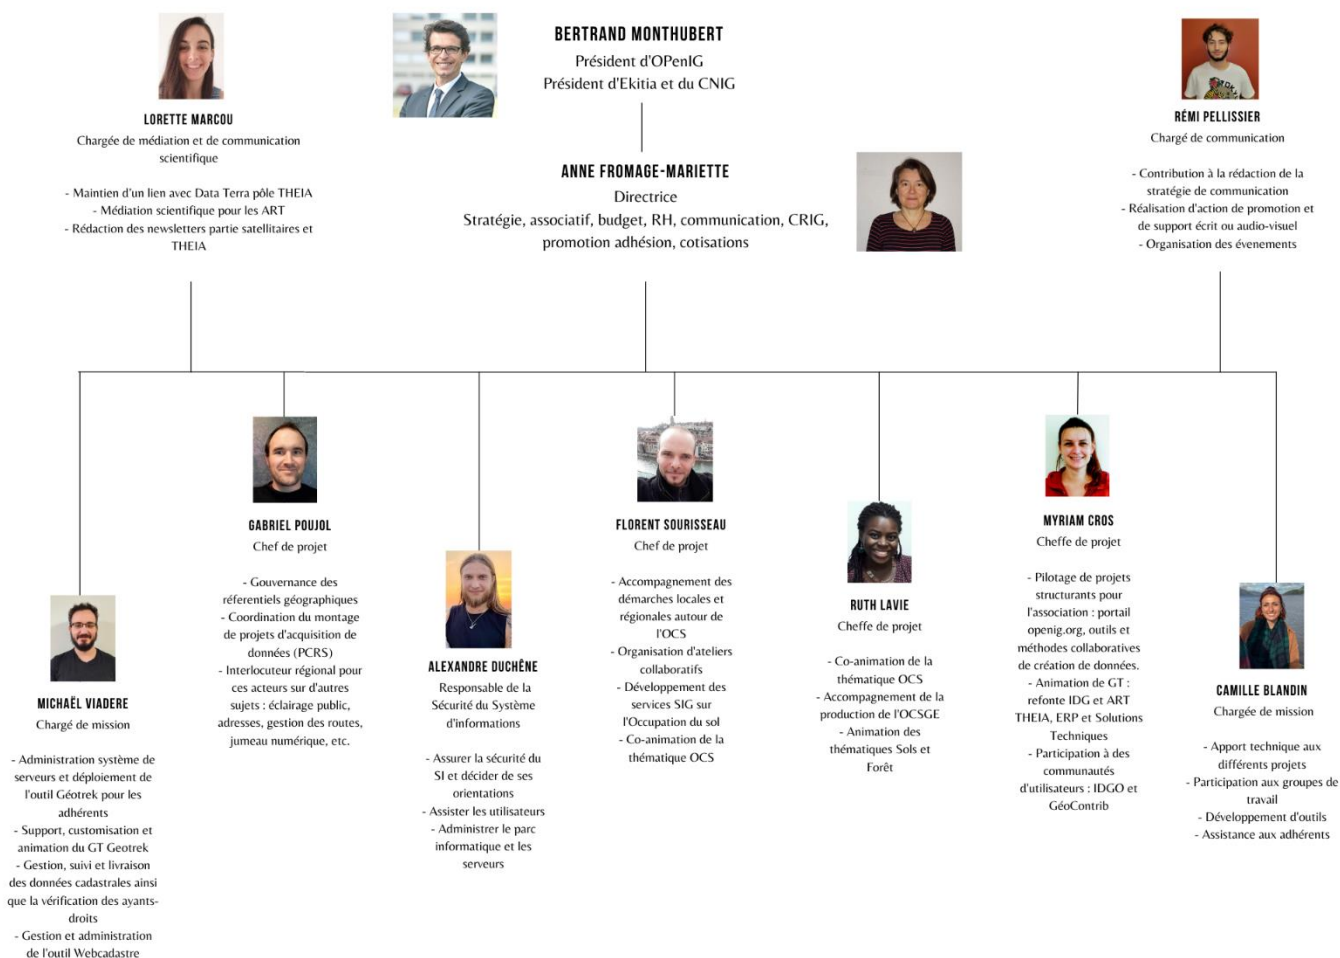 BERTRAND MONTHUBERT
Président d'OPenIG
Président d'Ekitia et du CNIG
LORETTE MARCOU
Chargée de médiation et de communication
scientifique
- Maintien d'un lien avec Data Terra pôle THEIA
- Médiation scientifique pour les ART
- Rédaction des newsletters partie satellitaires et
THEIA
ANNE FROMAGE-MARIETTE
Directrice
Stratégie, associatif, budget, RH, communication, CRIG,
promotion adhésion, cotisations
RÉMI PELLISSIER
Chargé de communication
- Contribution à la rédaction de la
stratégie de communication
- Réalisation d'action de promotion et
de support écrit ou audio-visuel
- Organisation des évenements
MICHAËL VIADERE
Chargé de mission
- Administration système de
serveurs et déploiement de
l'outil Géotrek pour les
adhérents
- Support, customisation et
animation du GT Geotrek
- Gestion, suivi et livraison
des données cadastrales ainsi
que la vérification des ayants-
droits
- Gestion et administration
de l'outil Webcadastre
GABRIEL POUJOL
Chef de projet
- Gouvernance des
réferentiels géographiques
- Coordination du montage
de projets d'acquisition de
données (PCRS)
- Interlocuteur régional pour
ces acteurs sur d'autres
sujets : éclairage public,
adresses, gestion des routes,
jumeau numérique, etc.
ALEXANDRE DUCHÊNE
Responsable de la
Sécurité du Système
d'informations
- Assurer la sécurité du
SI et décider de ses
orientations
- Assister les utilisateurs
- Administrer le parc
informatique et les
serveurs
FLORENT SOURISSEAU
Chef de projet
- Accompagnement des
démarches locales et
régionales autour de
l'OCS
- Organisation d'ateliers
collaboratifs
- Développement des
services SIG sur
l'Occupation du sol
- Co-animation de la
thématique OCS
RUTH LAVIE
Cheffe de projet
- Co-animation de la
thématique OCS
- Accompagnement de la
production de l'OCSGE
- Animation des
thématiques Sols et
Forêt
MYRIAM CROS
Cheffe de projet
- Pilotage de projets
structurants pour
l'association : portail
openig.org, outils et
méthodes collaboratives
de création de données.
- Animation de GT :
refonte IDG et ART
THEIA, ERP et Solutions
Techniques
- Participation à des
communautés
d'utilisateurs : IDGO et
GéoContrib
CAMILLE BLANDIN
Chargée de mission
- Apport technique aux
différents projets
- Participation aux groupes de
travail
- Développement d'outils
- Assistance aux adhérents